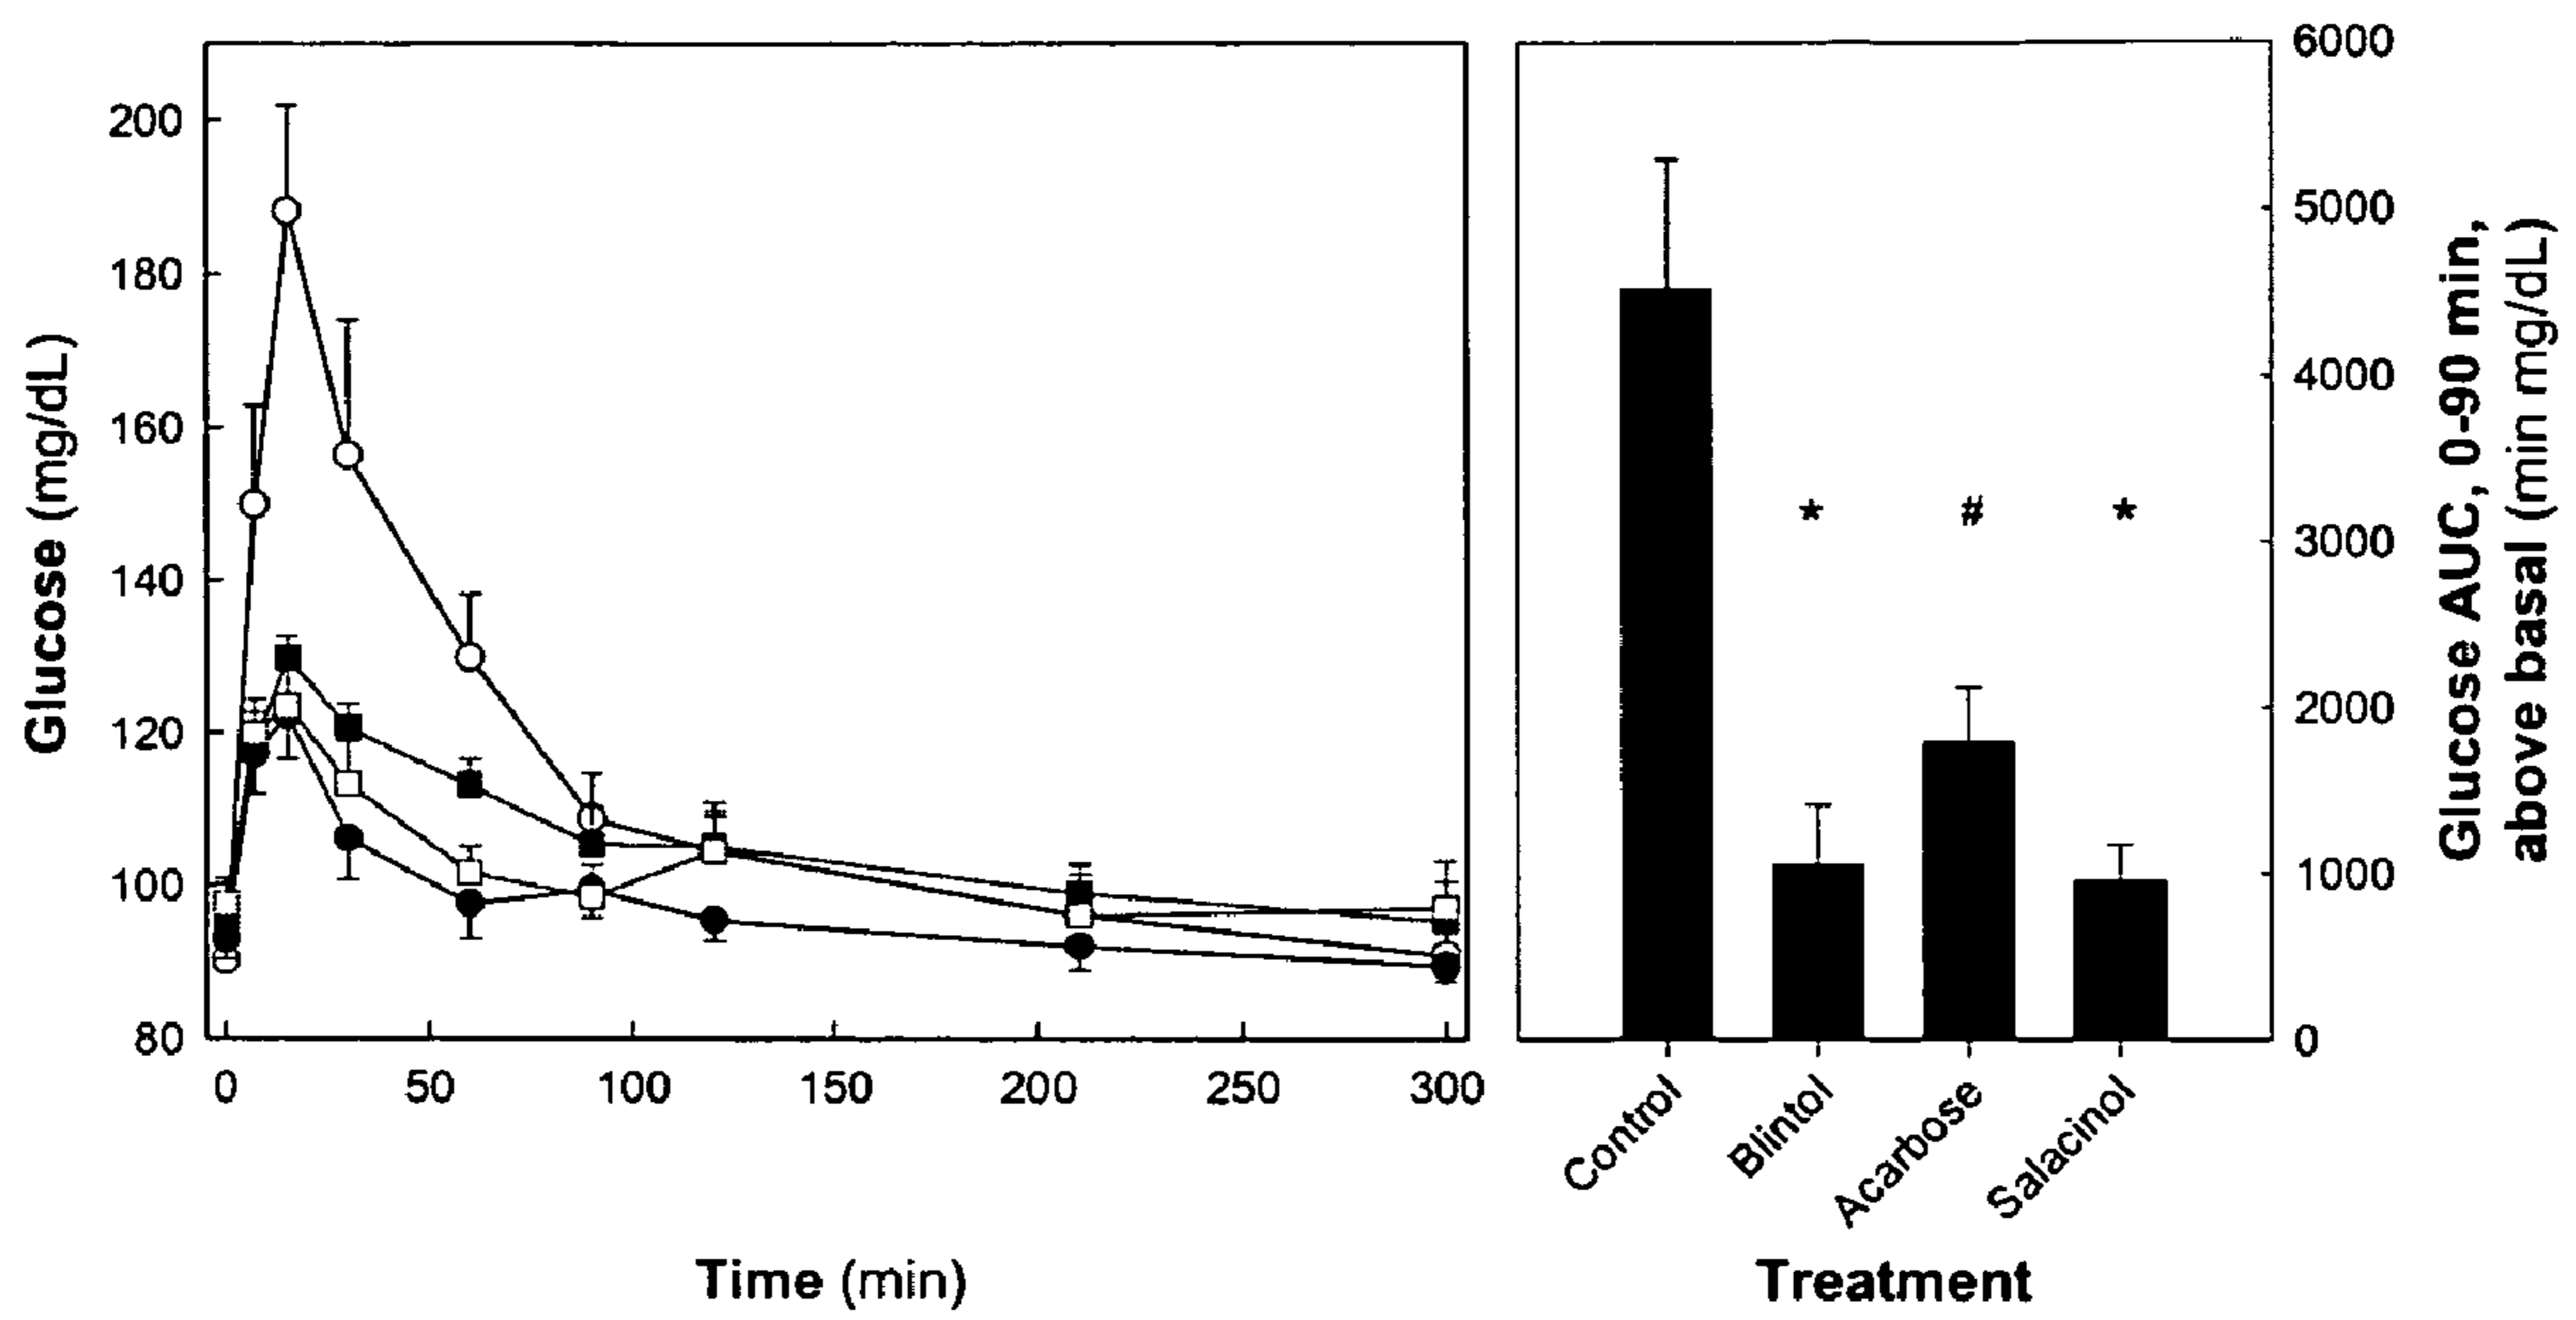 Glucose (mg/dL)
200
180
160
140
120
100
80
0 50 100 150 200 250 300
Time (min)
* # *
6000
5000
4000
3000
2000
1000
0
Glucose AUC, 0-90 min,
above basal (min mg/dL)
Control
Blintol
Acarbose
Salacinol
Treatment